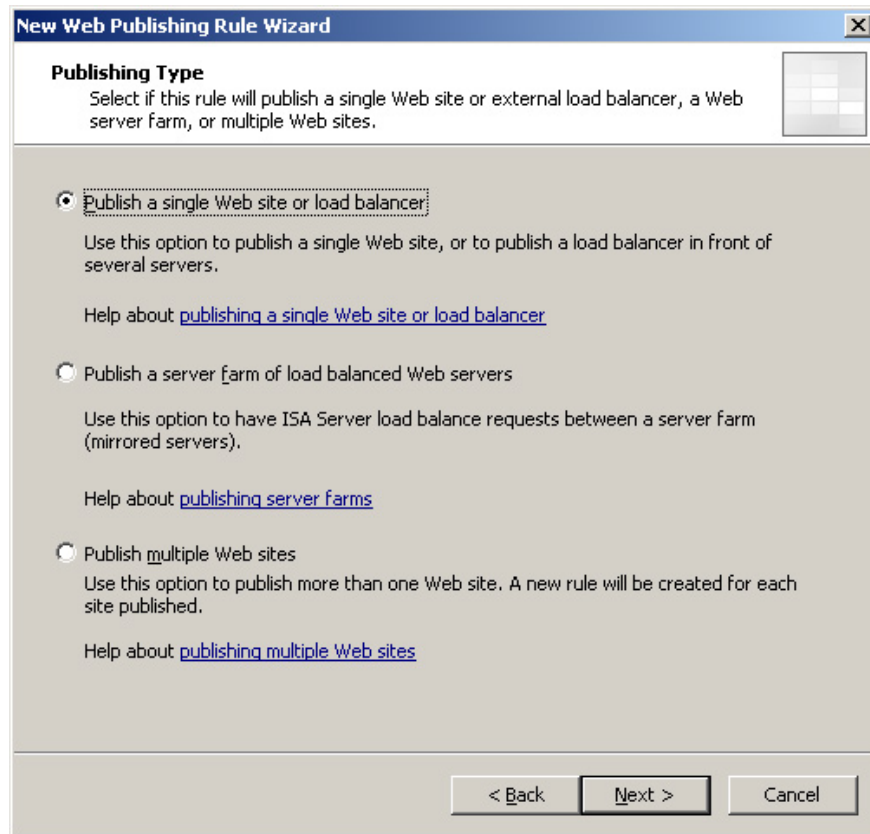 New Web Publishing Rule Wizard
Publishing Type
Select if this rule will publish a single Web site or external load balancer, a Web
server farm, or multiple Web sites.
Publish a single Web site or load balancer
Use this option to publish a single Web site, or to publish a load balancer in front of
several servers.
Help about publishing a single Web site or load balancer
Publish a server farm of load balanced Web servers
Use this option to have ISA Server load balance requests between a server farm
(mirrored servers).
Help about publishing server farms
Publish multiple Web sites
Use this option to publish more than one Web site. A new rule will be created for each
site published.
Help about publishing multiple Web sites
< Back Next > Cancel